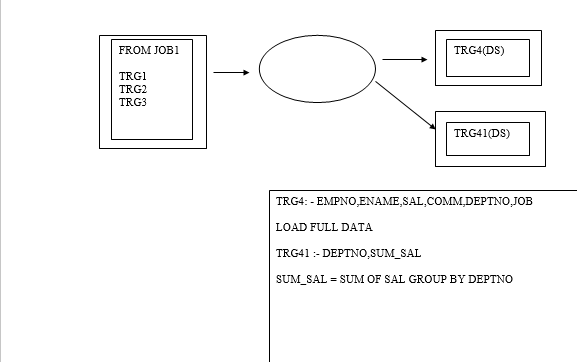 FROM JOB1
TRG1
TRG2
TRG3
TRG4(DS)
TRG41(DS)
TRG4: - EMPNO,ENAME,SAL,COMM,DEPTNO,JOB
LOAD FULL DATA
TRG41 :- DEPTNO,SUM_SAL
SUM_SAL = SUM OF SAL GROUP BY DEPTNO